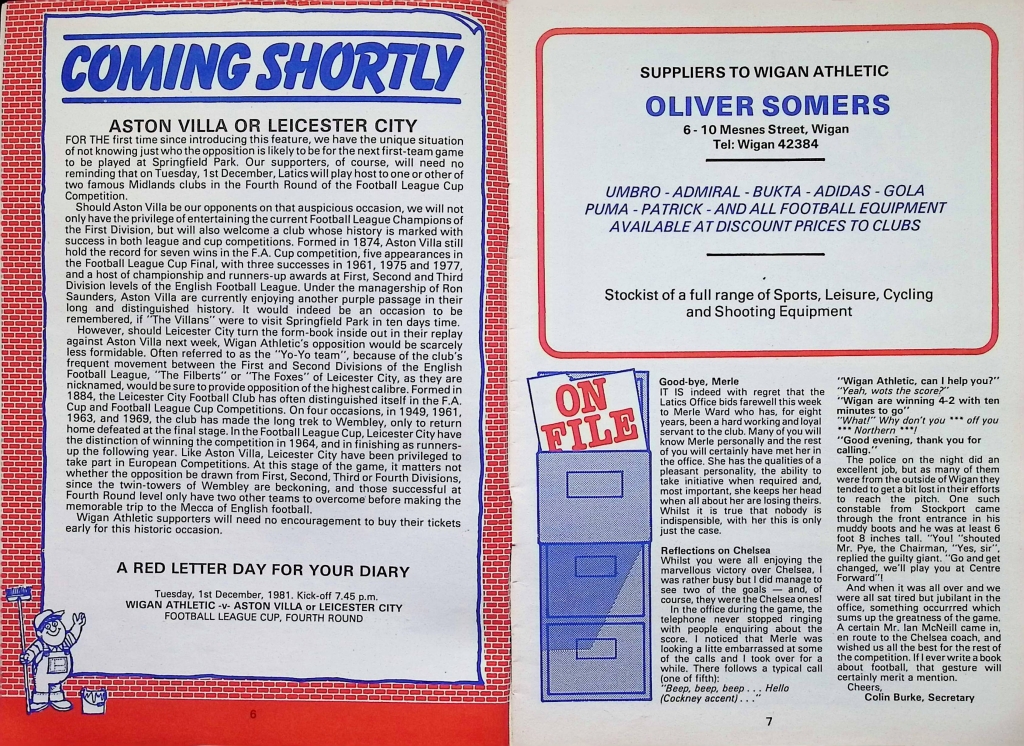 COMING SHORTLY
ASTON VILLA OR LEICESTER CITY
FOR THE first time since introducing this feature, we have the unique situation
of not knowing just who the opposition is likely to be for the next first-team game
to be played at Springfield Park. Our supporters, of course, will need no
reminding that on Tuesday, 1st December, Latics will play host to one or other of
two famous Midlands clubs in the Fourth Round of the Football League Cup
Competition.
Should Aston Villa be our opponents on that auspicious occasion, we will not
only have the privilege of entertaining the current Football League Champions of
the First Division, but will also welcome a club whose history is marked with
success in both league and cup competitions. Formed in 1874, Aston Villa still
hold the record for seven wins in the F.A. Cup competition, five appearances in
the Football League Cup Final, with three successes in 1961, 1975 and 1977,
and a host of championship and runners-up awards at First, Second and Third
Division levels of the English Football League. Under the managership of Ron
Saunders, Aston Villa are currently enjoying another purple passage in their
long and distinguished history. It would indeed be an occasion to be
remembered, if "The Villans" were to visit Springfield Park in ten days time.
However, should Leicester City turn the form-book inside out in their replay
against Aston Villa next week, Wigan Athletic's opposition would be scarcely
less formidable. Often referred to as the "Yo-Yo team", because of the club's
frequent movement between the First and Second Divisions of the English
Football League, "The Filberts" or "The Foxes" of Leicester City, as they are
nicknamed, would be sure to provide opposition of the highest calibre. Formed in
1884, the Leicester City Football Club has often distinguished itself in the F.A.
Cup and Football League Cup Competitions. On four occasions, in 1949, 1961,
1963, and 1969, the club has made the long trek to Wembley, only to return
home defeated at the final stage. In the Football League Cup, Leicester City have
the distinction of winning the competition in 1964, and in finishing as runners-
up the following year. Like Aston Villa, Leicester City have been privileged to
take part in European Competitions. At this stage of the game, it matters not
whether the opposition be drawn from First, Second, Third or Fourth Divisions,
since the twin-towers of Wembley are beckoning, and those successful at
Fourth Round level only have two other teams to overcome before making the
memorable trip to the Mecca of English football.
Wigan Athletic supporters will need no encouragement to buy their tickets
early for this historic occasion.
A RED LETTER DAY FOR YOUR DIARY
Tuesday, 1st December, 1981. Kick-off 7.45 p.m.
WIGAN ATHLETIC -v- ASTON VILLA or LEICESTER CITY
FOOTBALL LEAGUE CUP, FOURTH ROUND
6
SUPPLIERS TO WIGAN ATHLETIC
OLIVER SOMERS
6 - 10 Mesnes Street, Wigan
Tel: Wigan 42384
UMBRO - ADMIRAL - BUKTA - ADIDAS - GOLA
PUMA - PATRICK - AND ALL FOOTBALL EQUIPMENT
AVAILABLE AT DISCOUNT PRICES TO CLUBS
Stockist of a full range of Sports, Leisure, Cycling
and Shooting Equipment
ON
FILE
Good-bye, Merle
IT IS indeed with regret that the
Latics Office bids farewell this week
to Merle Ward who has, for eight
years, been a hard working and loyal
servant to the club. Many of you will
know Merle personally and the rest
of you will certainly have met her in
the office. She has the qualities of a
pleasant personality, the ability to
take initiative when required and,
most important, she keeps her head
when all about her are losing theirs.
Whilst it is true that nobody is
indispensible, with her this is only
just the case.
Reflections on Chelsea
Whilst you were all enjoying the
marvellous victory over Chelsea, I
was rather busy but I did manage to
see two of the goals — and, of
course, they were the Chelsea ones!
In the office during the game, the
telephone never stopped ringing
with people enquiring about the
score. I noticed that Merle was
looking a litte embarrassed at some
of the calls and I took over for a
while. There follows a typical call
(one of fifth):
"Beep, beep, beep . . . Hello
(Cockney accent) . . ."
"Wigan Athletic, can I help you?"
"Yeah, wots the score?"
"Wigan are winning 4-2 with ten
minutes to go"
"What!" Why don't you *** off you
*** Northern ***!
"Good evening, thank you for
calling."
The police on the night did an
excellent job, but as many of them
were from the outside of Wigan they
tended to get a bit lost in their efforts
to reach the pitch. One such
constable from Stockport came
through the front entrance in his
muddy boots and he was at least 6
foot 8 inches tall. "You! "shouted
Mr. Pye, the Chairman, "Yes, sir",
replied the guilty giant. "Go and get
changed, we'll play you at Centre
Forward"!
And when it was all over and we
were all sat tired but jubilant in the
office, something occurrred which
sums up the greatness of the game.
A certain Mr. Ian McNeill came in,
en route to the Chelsea coach, and
wished us all the best for the rest of
the competition. If I ever write a book
about football, that gesture will
certainly merit a mention.
Cheers,
Colin Burke, Secretary
7